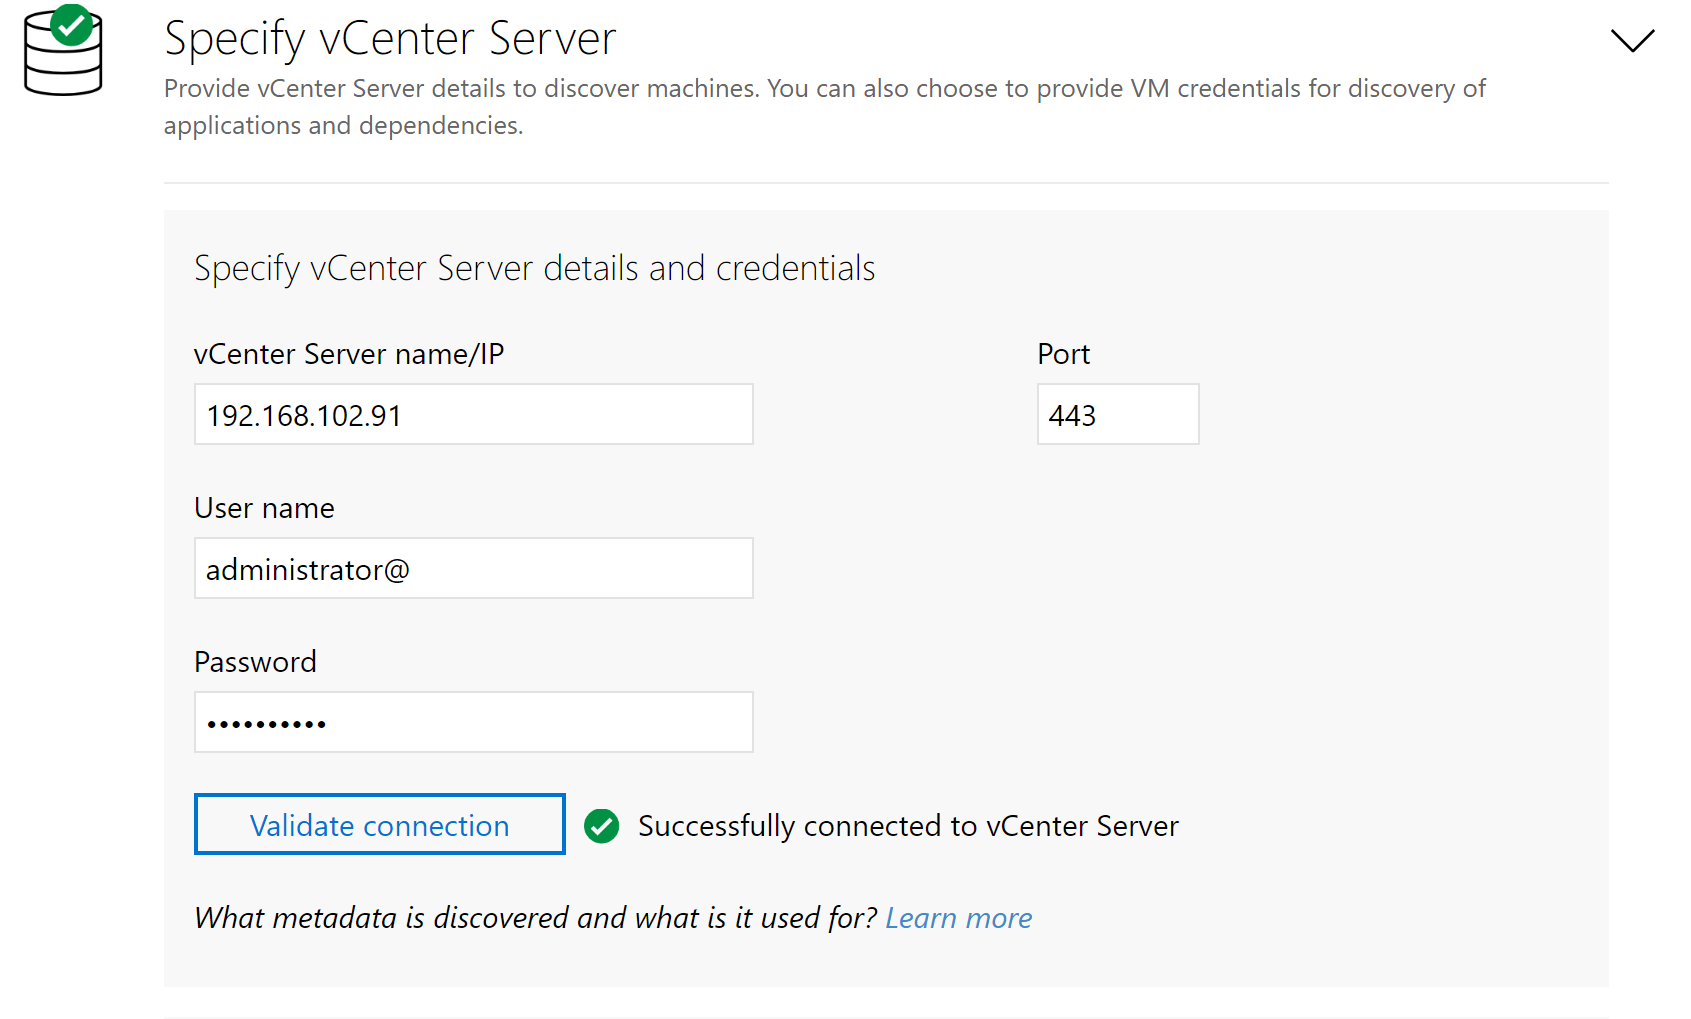 Specify vCenter Server
Provide vCenter Server details to discover machines. You can also choose to provide VM credentials for discovery of
applications and dependencies.
Specify vCenter Server details and credentials
vCenter Server name/IP
Port
192.168.102.91
443
User name
administrator@
Password
••••••••••
Validate connection
Successfully connected to vCenter Server
What metadata is discovered and what is it used for? Learn more